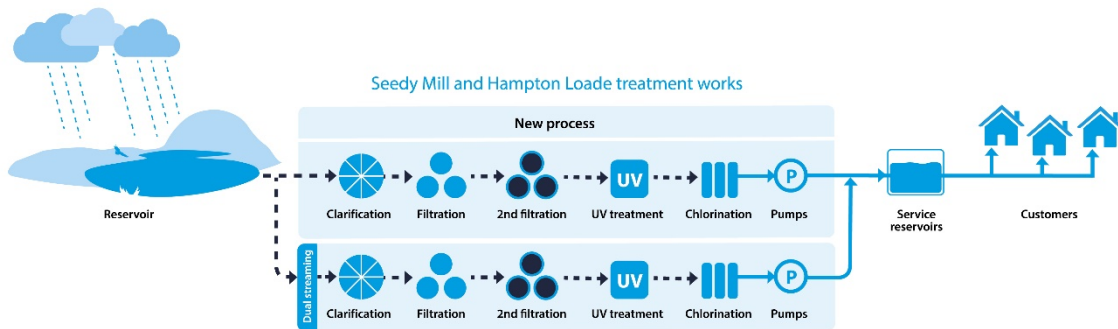 Seedy Mill and Hampton Loade treatment works
New process
UV
P
Reservoir
Clarification
Filtration
2nd filtration
UV treatment
Chlorination
Pumps
Service
reservoirs
Customers
Dual streaming
UV
P
Clarification
Filtration
2nd filtration
UV treatment
Chlorination
Pumps